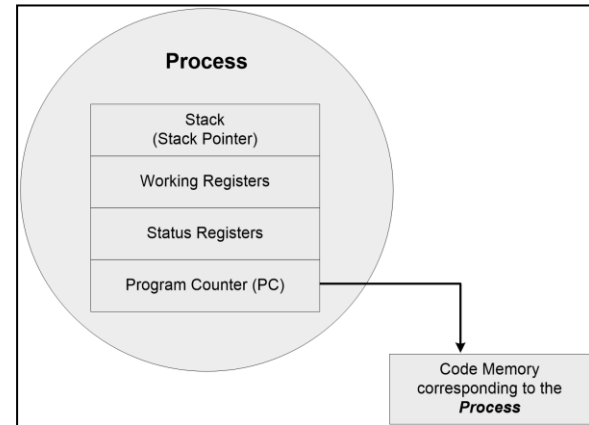 Process
Stack
(Stack Pointer)
Working Registers
Status Registers
Program Counter (PC)
Code Memory
corresponding to the
Process